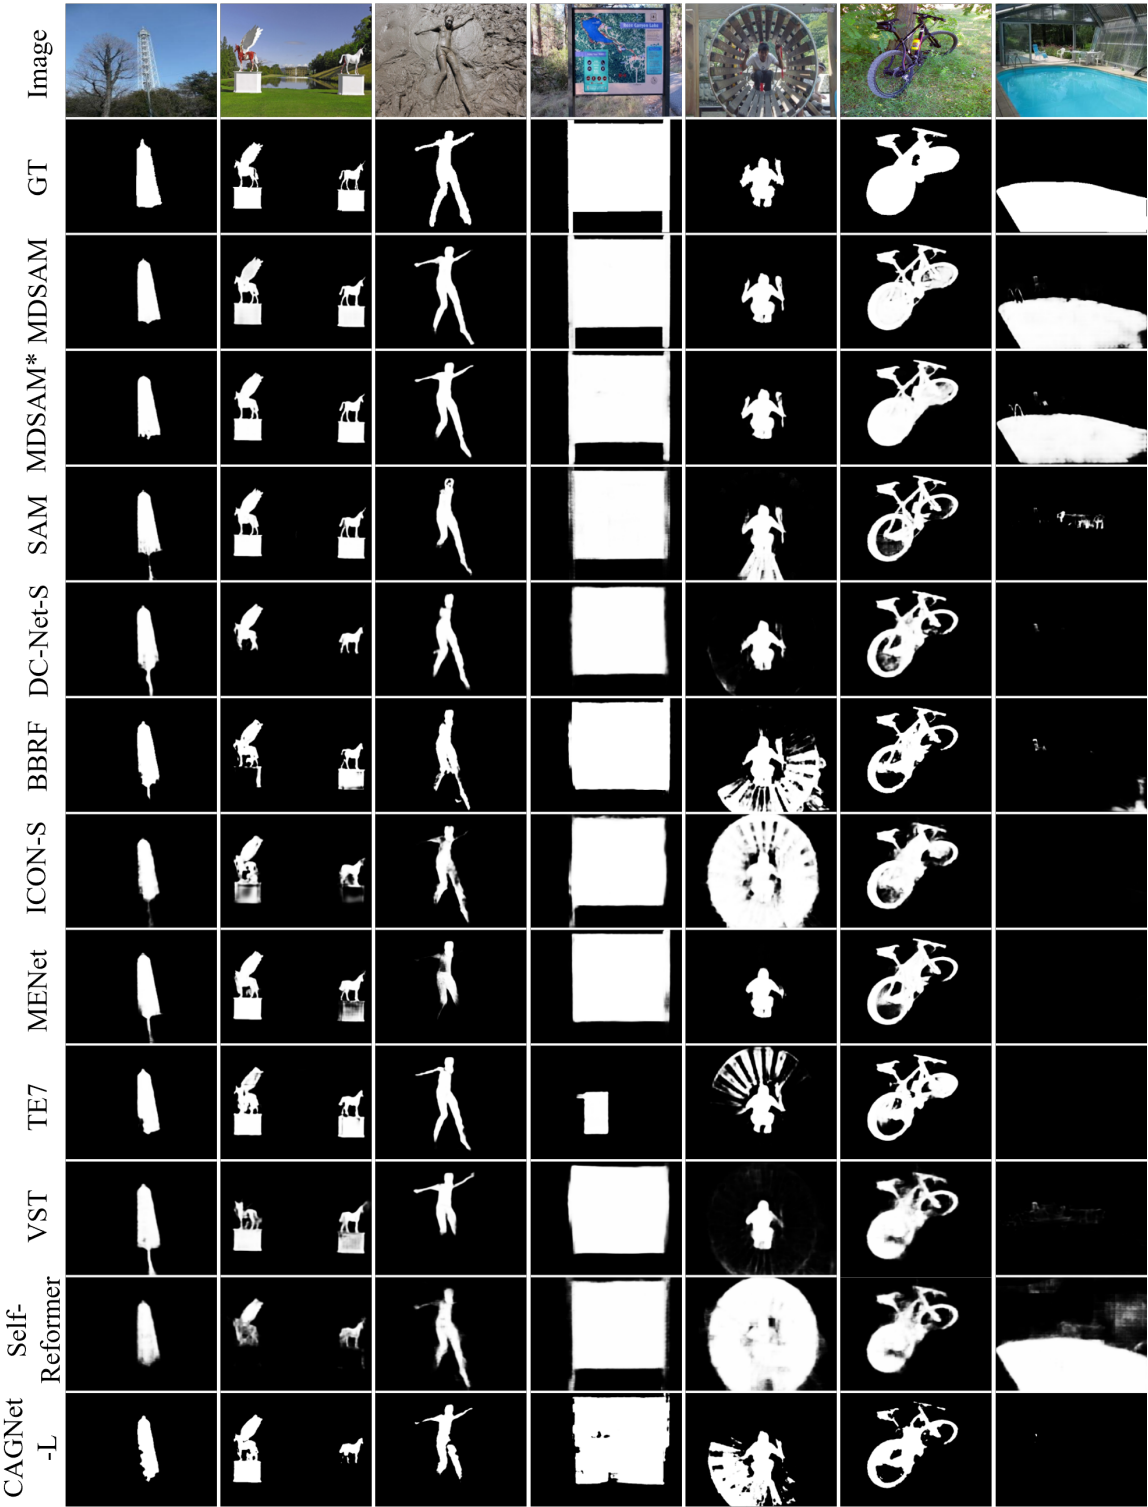 Image
GT
MDSAM
MDSAM*
SAM
DC-Net-S
BBRF
ICON-S
MENet
TE7
VST
Self-
Reformer
CAGNet
-L